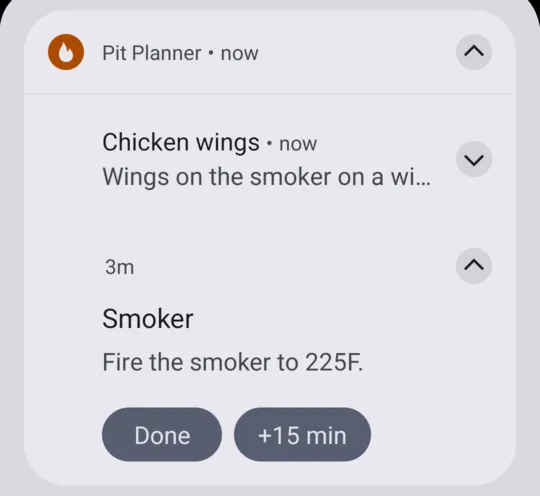 Pit Planner • now
Chicken wings • now
Wings on the smoker on a wi...
3m
Smoker
Fire the smoker to 225F.
Done
+15 min